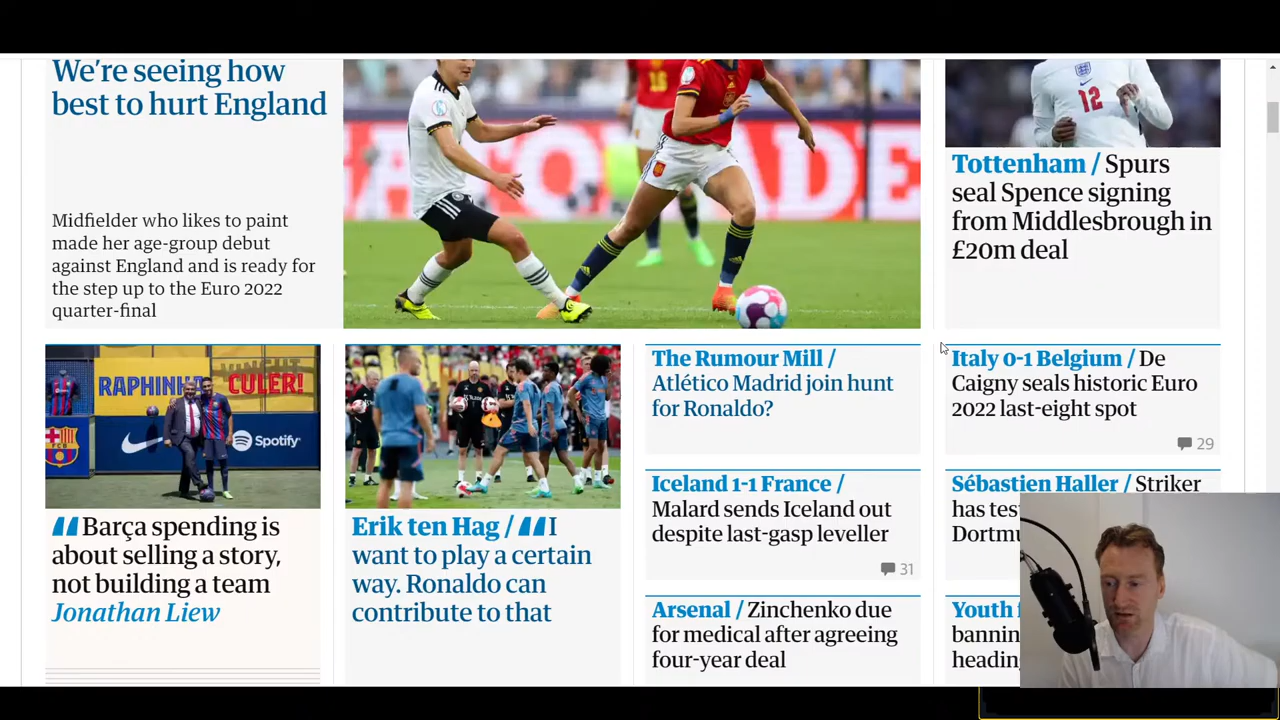 We're seeing how
best to hurt England
Midfielder who likes to paint
made her age-group debut
against England and is ready for
the step up to the Euro 2022
quarter-final
16
12
Tottenham / Spurs
seal Spence signing
from Middlesbrough in
£20m deal
RAPHINHA
CULER!
Spotify
Barça spending is
about selling a story,
not building a team
Jonathan Liew
Erik ten Hag / I
want to play a certain
way. Ronaldo can
contribute to that
The Rumour Mill /
Atlético Madrid join hunt
for Ronaldo?
Iceland 1-1 France /
Malard sends Iceland out
despite last-gasp leveller
31
Arsenal / Zinchenko due
for medical after agreeing
four-year deal
Italy 0-1 Belgium / De
Caigny seals historic Euro
2022 last-eight spot
29
Sébastien Haller / Striker
has tes
Dortmu
Youth f
bannin
headin